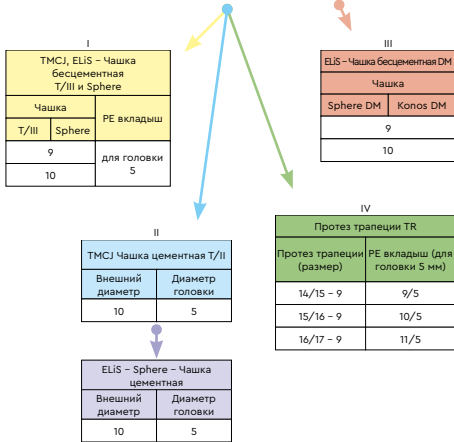 I
TMCJ, ELiS – Чашка
бесцементная
T/III и Sphere
Чашка
PE вкладыш
T/III Sphere
9
для головки
5
10
III
ELiS – Чашка бесцементная DM
Чашка
Sphere DM Konos DM
9
10
II
TMCJ Чашка цементная T/II
Внешний
диаметр
Диаметр
головки
10 5
ELiS – Sphere – Чашка
цементная
Внешний
диаметр
Диаметр
головки
10 5
IV
Протез трапеции TR
Протез трапеции
(размер)
PE вкладыш (для
головки 5 мм)
14/15 – 9 9/5
15/16 – 9 10/5
16/17 – 9 11/5